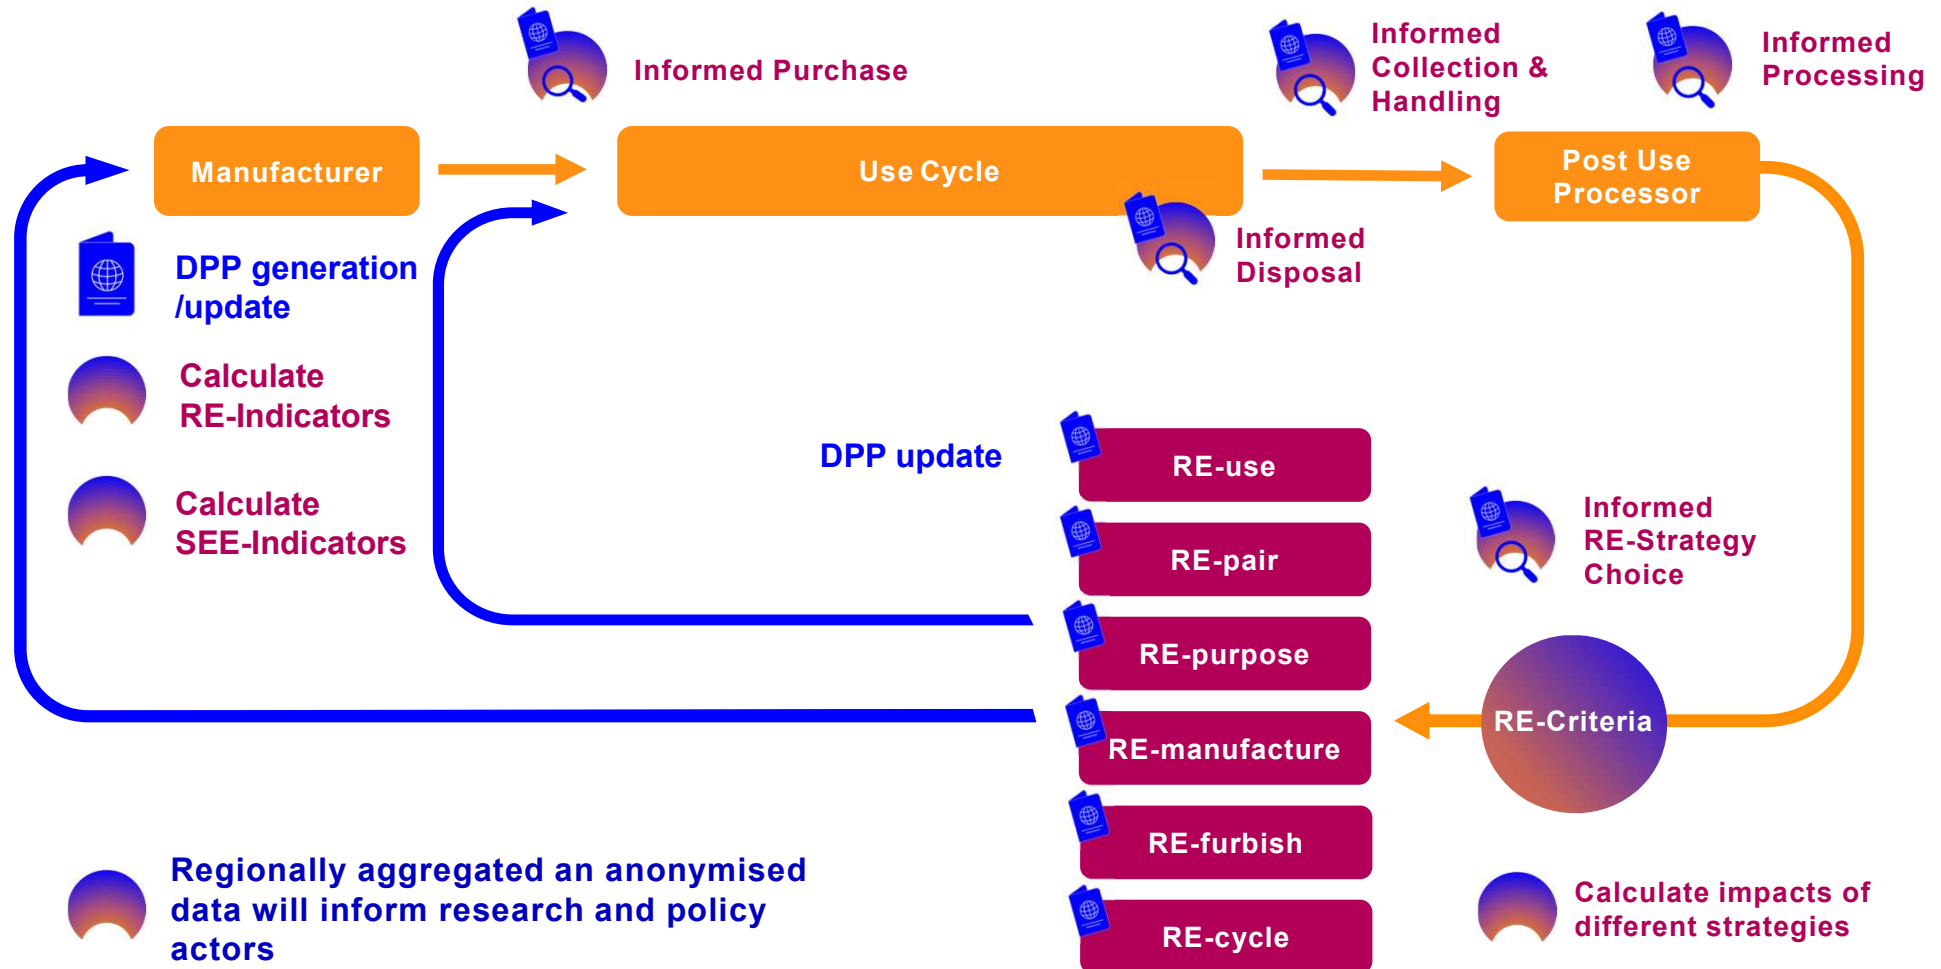 Informed Purchase
Informed
Collection &
Handling
Informed
Processing
Manufacturer
Use Cycle
Post Use
Processor
Informed
Disposal
DPP generation
/update
Calculate
RE-Indicators
Calculate
SEE-Indicators
DPP update
RE-use
RE-pair
RE-purpose
RE-manufacture
RE-furbish
RE-cycle
Informed
RE-Strategy
Choice
RE-Criteria
Calculate impacts of
different strategies
Regionally aggregated an anonymised
data will inform research and policy
actors